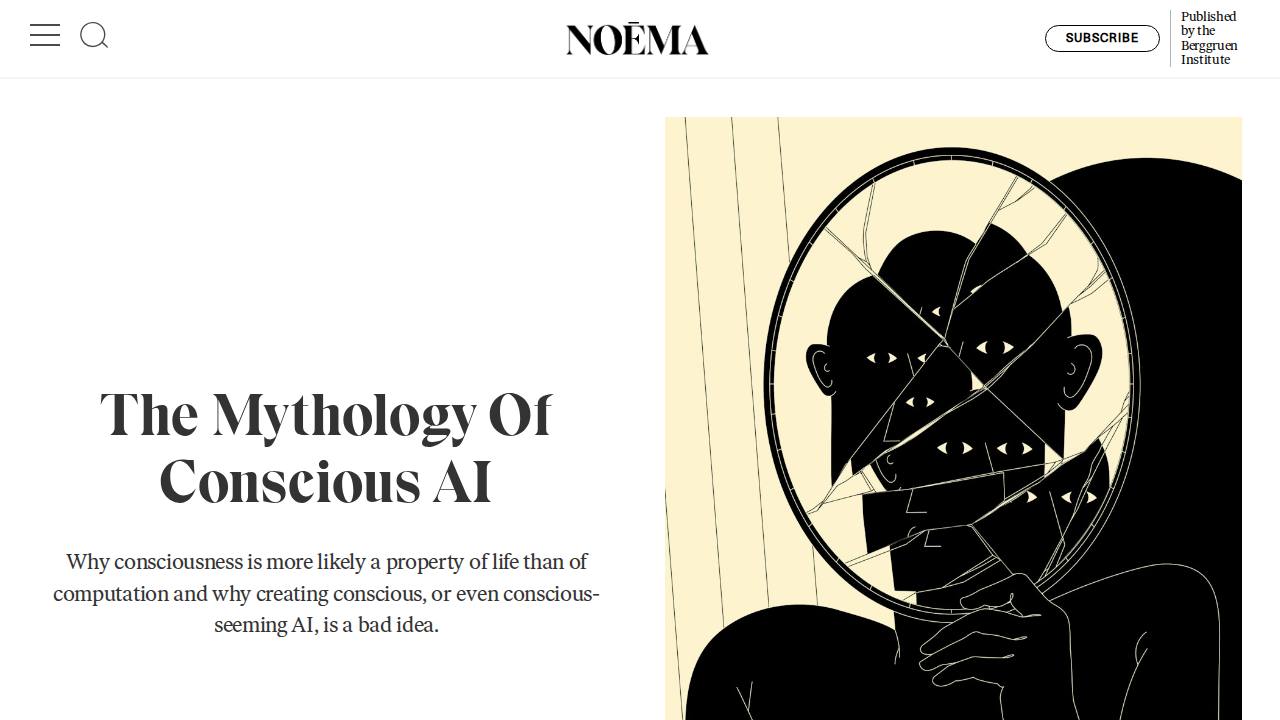 NOĒMA
SUBSCRIBE
Published
by the
Berggruen
Institute
The Mythology Of
Conscious AI
Why consciousness is more likely a property of life than of
computation and why creating conscious, or even conscious-
seeming AI, is a bad idea.